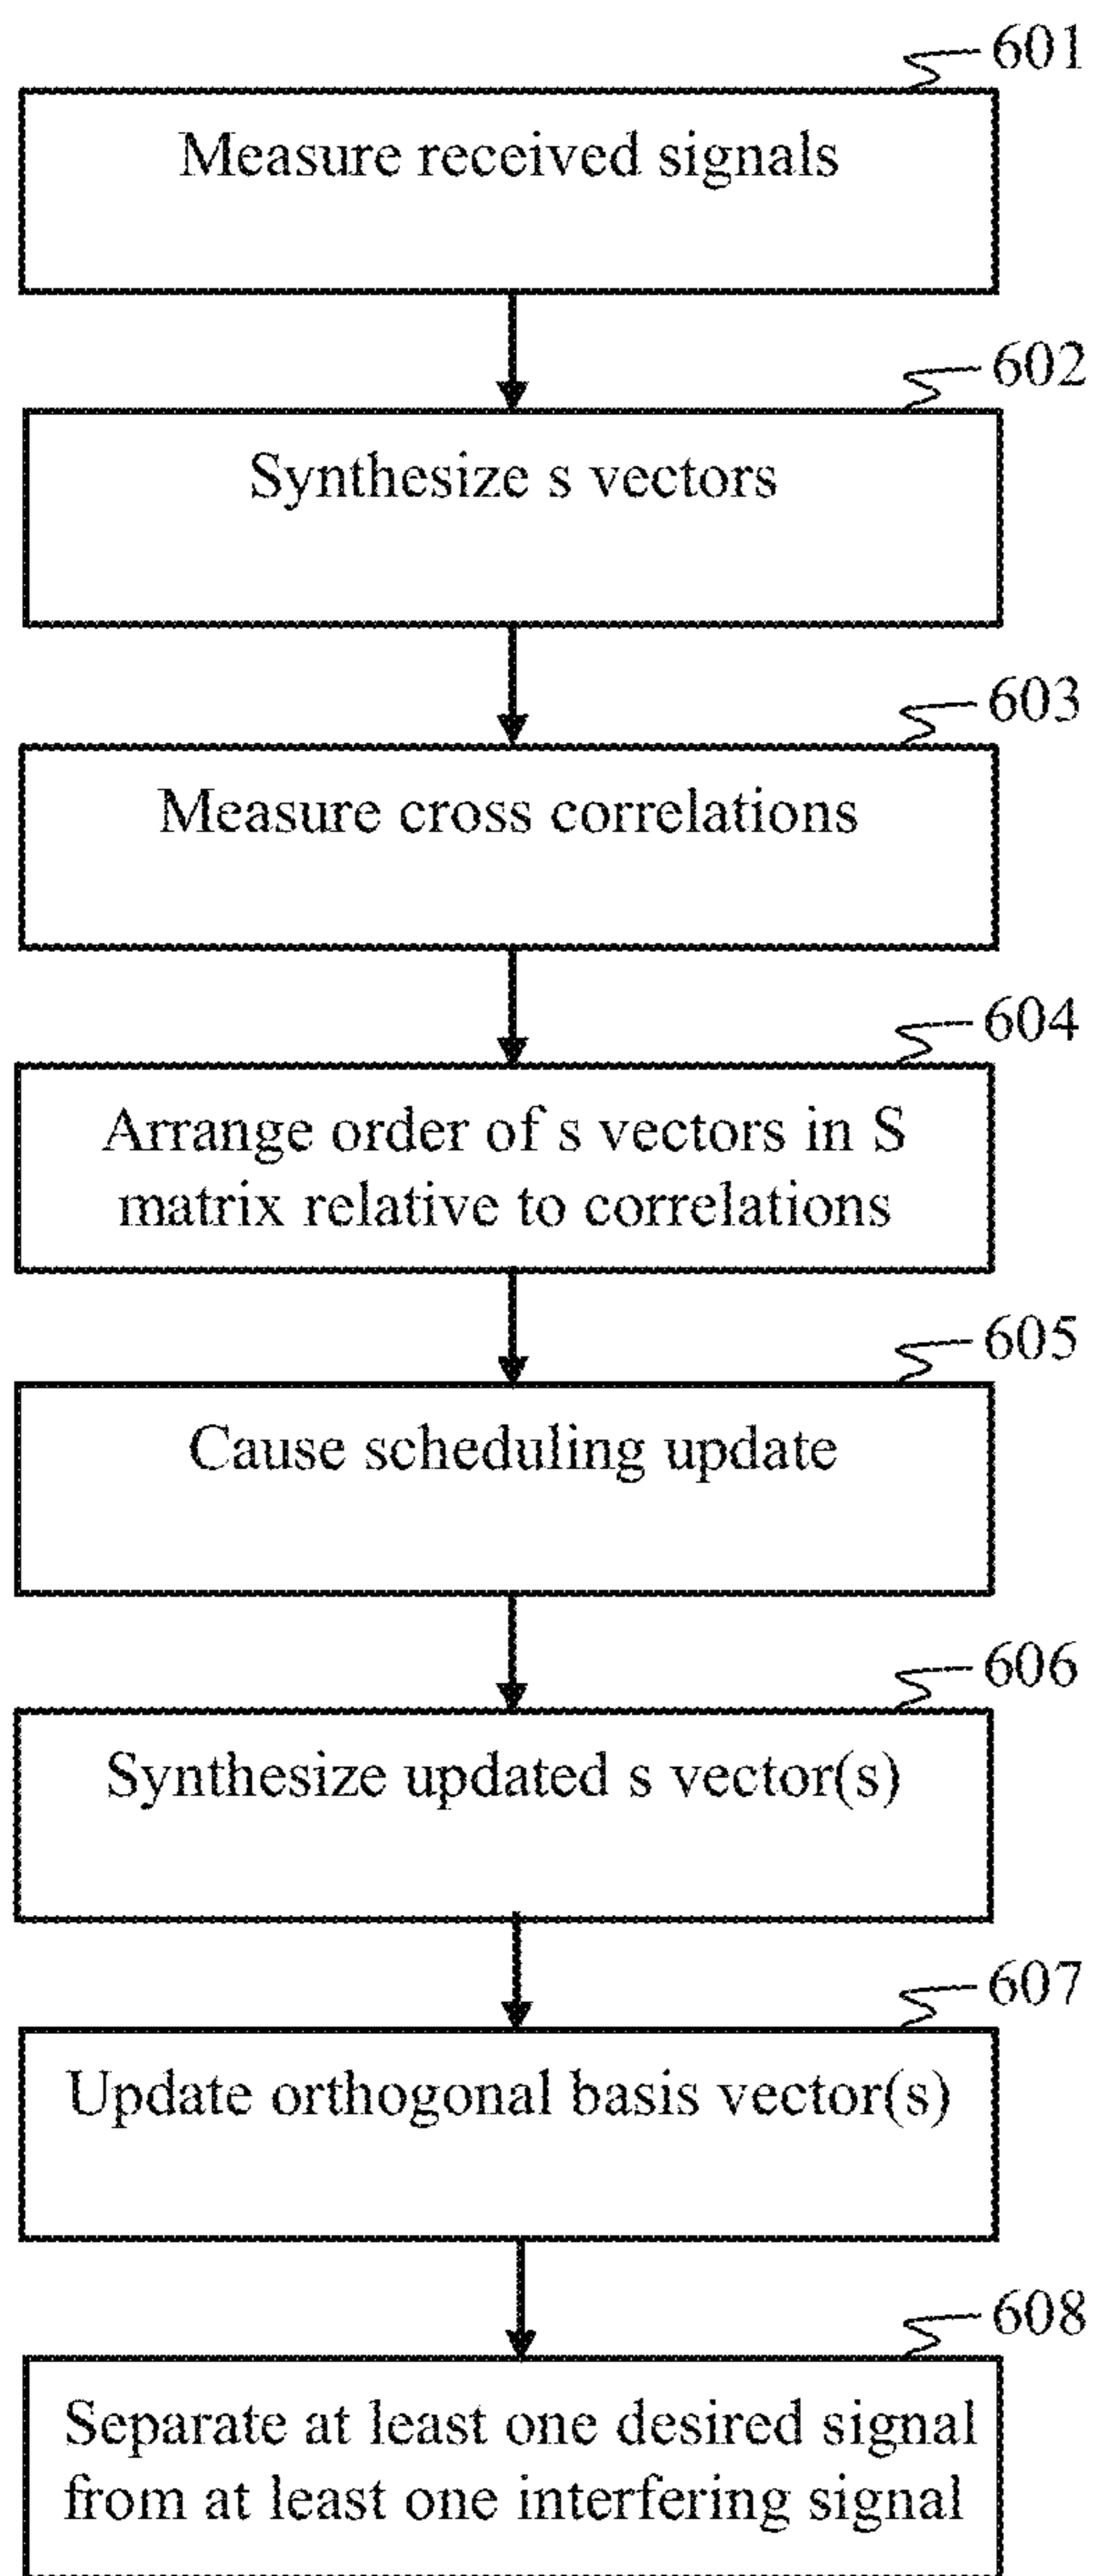 601
Measure received signals
602
Synthesize s vectors
603
Measure cross correlations
604
Arrange order of s vectors in S
matrix relative to correlations
605
Cause scheduling update
606
Synthesize updated s vector(s)
607
Update orthogonal basis vector(s)
608
Separate at least one desired signal
from at least one interfering signal